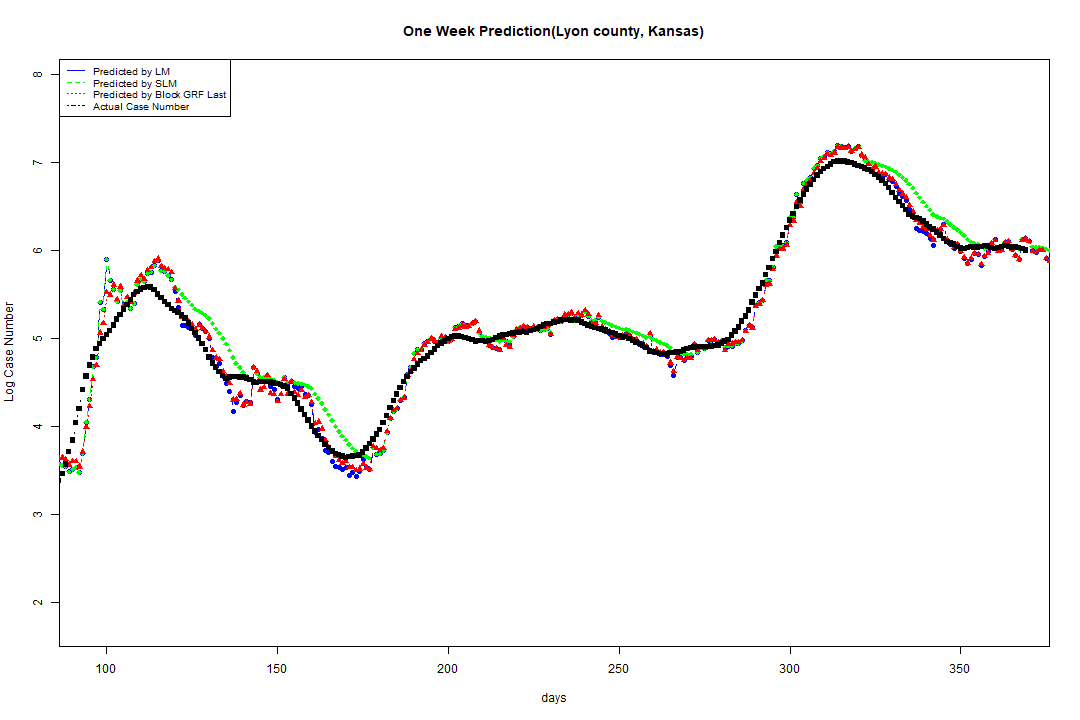 One Week Prediction(Lyon county, Kansas)
Predicted by LM
Predicted by SLM
Predicted by Block GRF Last
Actual Case Number
8
7
6
5
4
3
2
Log Case Number
100 150 200 250 300 350
days